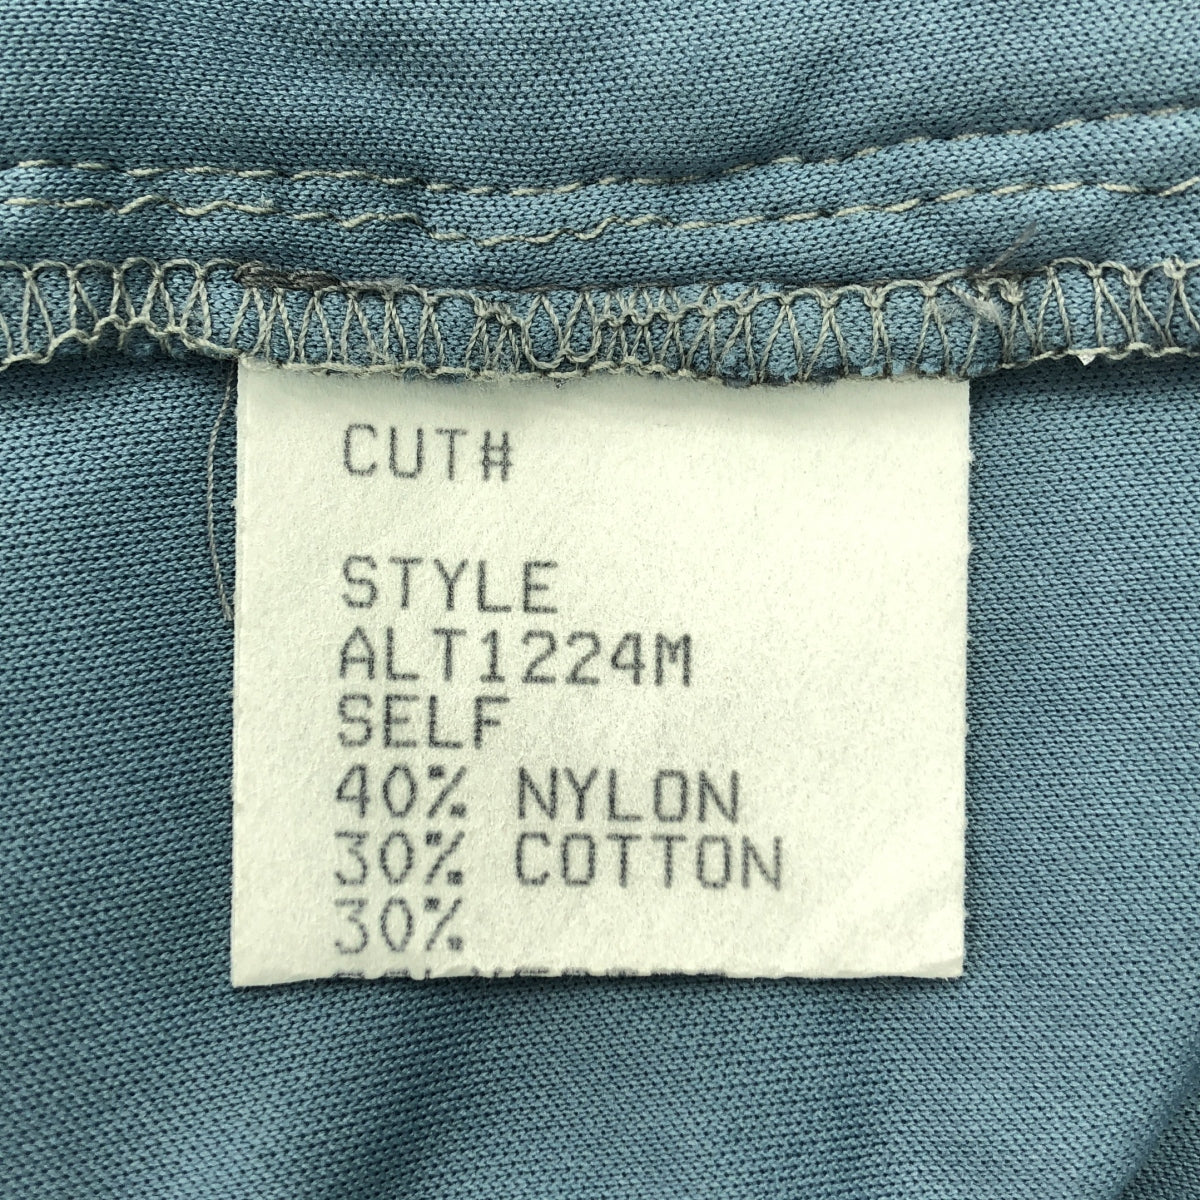 CUT#
STYLE
ALT1224M
SELF
40% NYLON
30% COTTON
30%